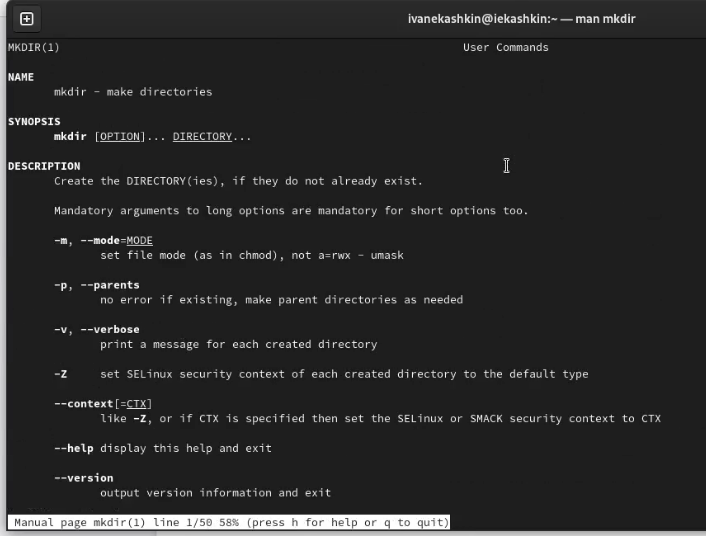 ivanekashkin@iekashkin:~ — man mkdir
MKDIR(1) User Commands
NAME
mkdir - make directories
SYNOPSIS
mkdir [OPTION]... DIRECTORY...
DESCRIPTION
Create the DIRECTORY(ies), if they do not already exist.
Mandatory arguments to long options are mandatory for short options too.
-m, --mode=MODE
set file mode (as in chmod), not a=rwx - umask
-p, --parents
no error if existing, make parent directories as needed
-v, --verbose
print a message for each created directory
-Z set SELinux security context of each created directory to the default type
--context[=CTX]
like -Z, or if CTX is specified then set the SELinux or SMACK security context to CTX
--help display this help and exit
--version
output version information and exit
Manual page mkdir(1) line 1/50 58% (press h for help or q to quit)